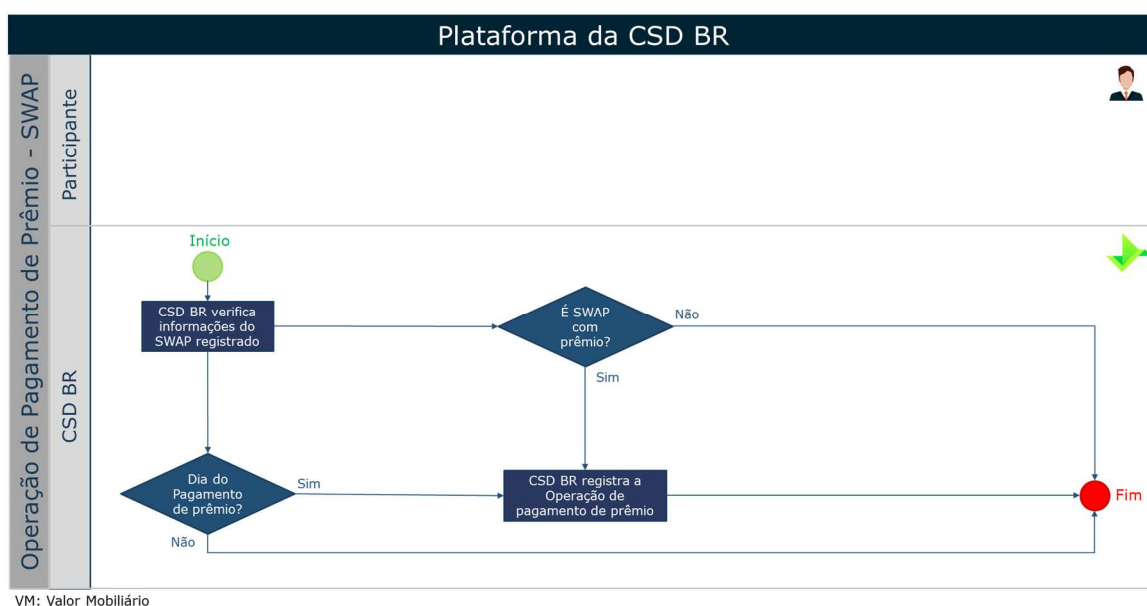 Plataforma da CSD BR
Operação de Pagamento de Prêmio - SWAP
Participante
CSD BR
Início
CSD BR verifica
informações do
SWAP registrado
É SWAP
com
prêmio?
Não
Sim
Dia do
Pagamento
de prêmio?
Sim
Não
CSD BR registra a
Operação de
pagamento de prêmio
Fim
VM: Valor Mobiliário